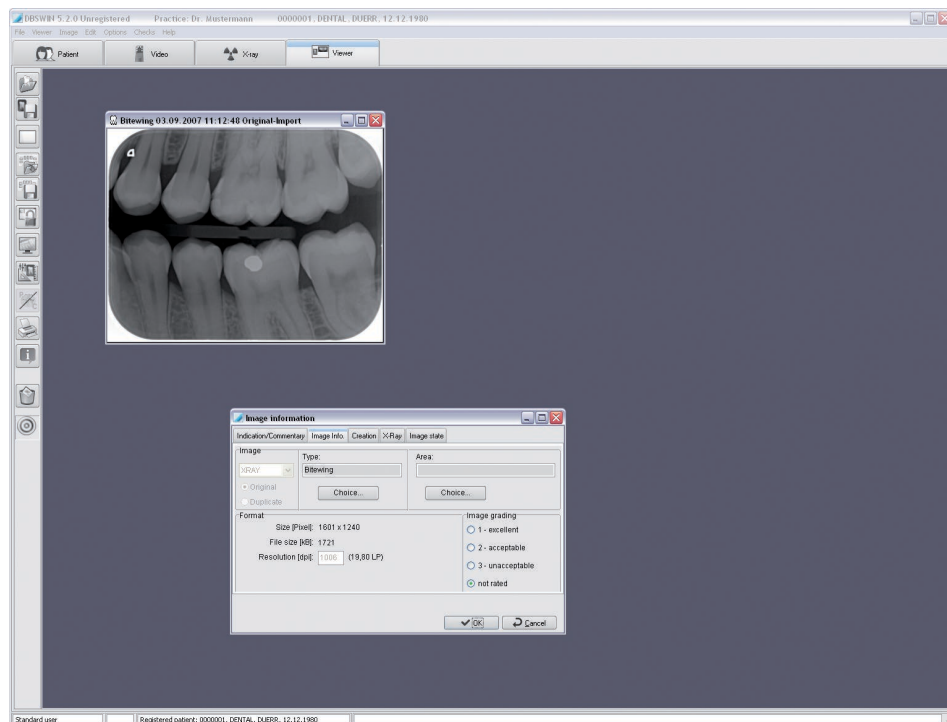 DBSWIN 5.2.0 Unregistered Practice: Dr. Mustermann 0000001, DENTAL, DUERR, 12.12.1980
File Viewer Image Edit Options Checks Help
Patient Video X-ray Viewer
Bitewing 03.09.2007 11:12:48 Original-Import
Image information
Indication/Commentary Image Info. Creation X-Ray Image state
Image
XRAY
Original
Duplicate
Type:
Bitewing
Choice...
Area:
Choice...
Format
Size [Pixel]: 1601 x 1240
File size [kB]: 1721
Resolution [dpi]: 1006 (19,80 LP)
Image grading
1 - excellent
2 - acceptable
3 - unacceptable
not rated
OK Cancel
Standard user Registered patient: 0000001, DENTAL, DUERR, 12.12.1980